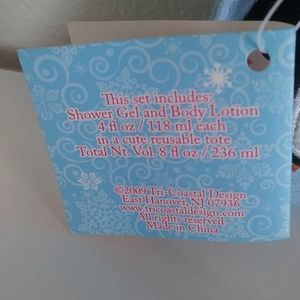 This set includes:
Shower Gel and Body Lotion
4 fl oz / 118 ml each
in a cute reusable tote
Total Nt. Vol. 8 fl oz / 236 ml
©2009 Tri-Coastal Design
East Hanover, NJ 07936
www.tricoastaldesign.com
All rights reserved.
Made in China